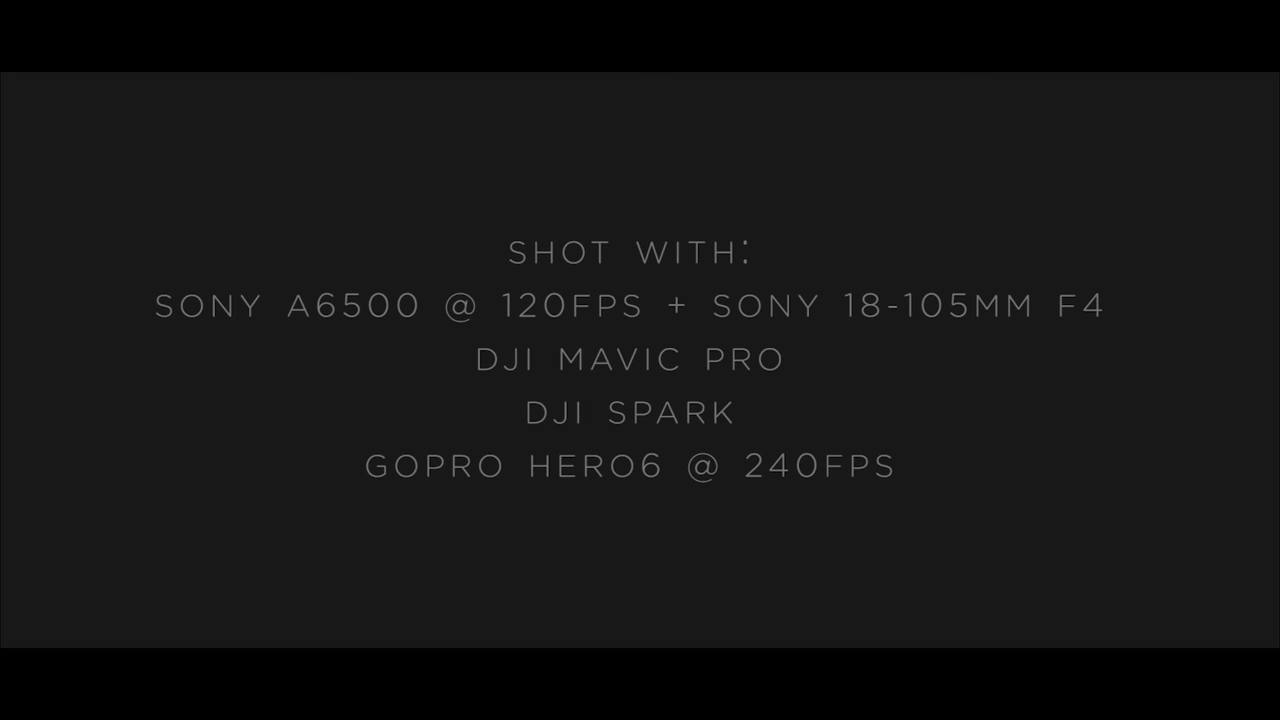 SHOT WITH:
SONY A6500 @ 120FPS + SONY 18-105MM F4
DJI MAVIC PRO
DJI SPARK
GOPRO HERO6 @ 240FPS